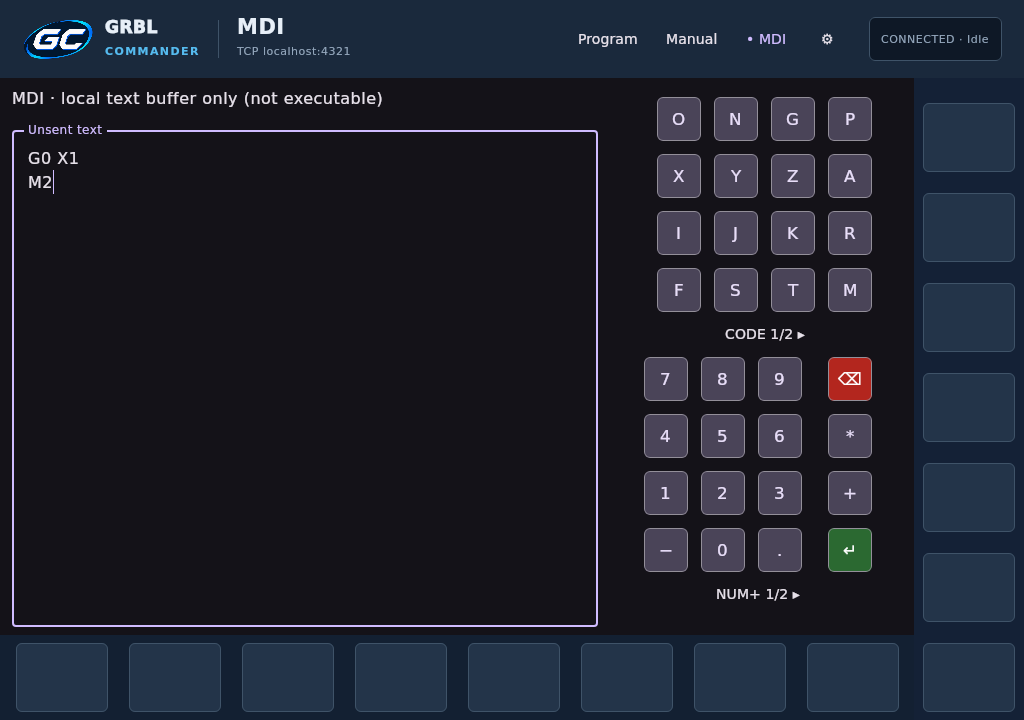 GC
GRBL
COMMANDER
MDI
TCP localhost:4321
Program
Manual
• MDI
⚙
CONNECTED · Idle
MDI · local text buffer only (not executable)
Unsent text
G0 X1
M2
O N G P
X Y Z A
I J K R
F S T M
CODE 1/2 ▸
7 8 9 ⌫
4 5 6 *
1 2 3 +
− 0 . ↵
NUM+ 1/2 ▸